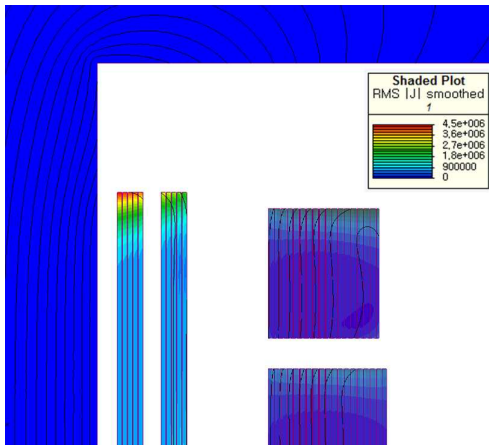 Shaded Plot
RMS |J| smoothed
1
4,5e+006
3,6e+006
2,7e+006
1,8e+006
900000
0